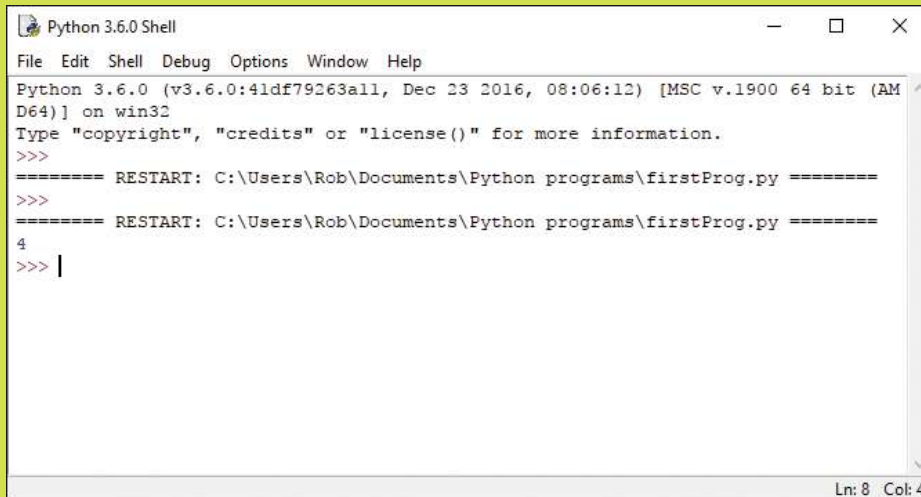 Python 3.6.0 Shell
File Edit Shell Debug Options Window Help
Python 3.6.0 (v3.6.0:41df79263a11, Dec 23 2016, 08:06:12) [MSC v.1900 64 bit (AM
D64)] on win32
Type "copyright", "credits" or "license()" for more information.
>>>
======== RESTART: C:\Users\Rob\Documents\Python programs\firstProg.py ========
>>>
======== RESTART: C:\Users\Rob\Documents\Python programs\firstProg.py ========
4
>>>
Ln: 8 Col: 4